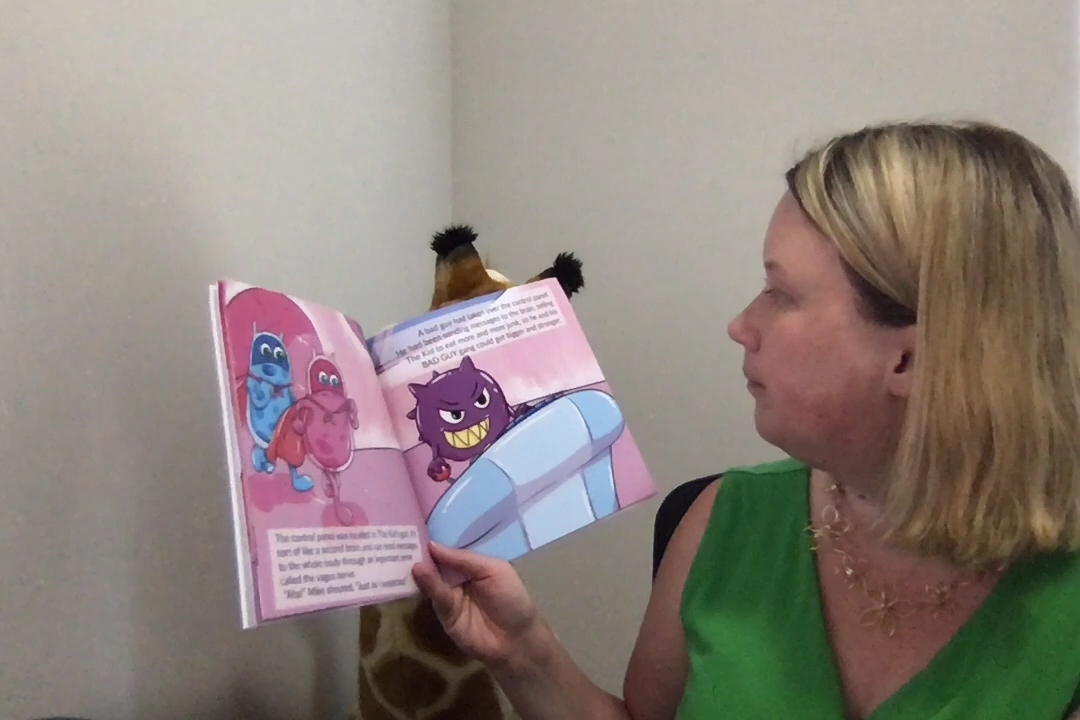 The control panel was located in The Kid's gut. It's
sort of like a second brain and can send messages
to the whole body through an important nerve
called the vagus nerve.
"Aha!" Mike shouted, "Just as I suspected!"
A bad guy had taken over the control panel.
He had been sending messages to the brain, telling
The Kid to eat more and more junk, so he and his
BAD GUY gang could get bigger and stronger.